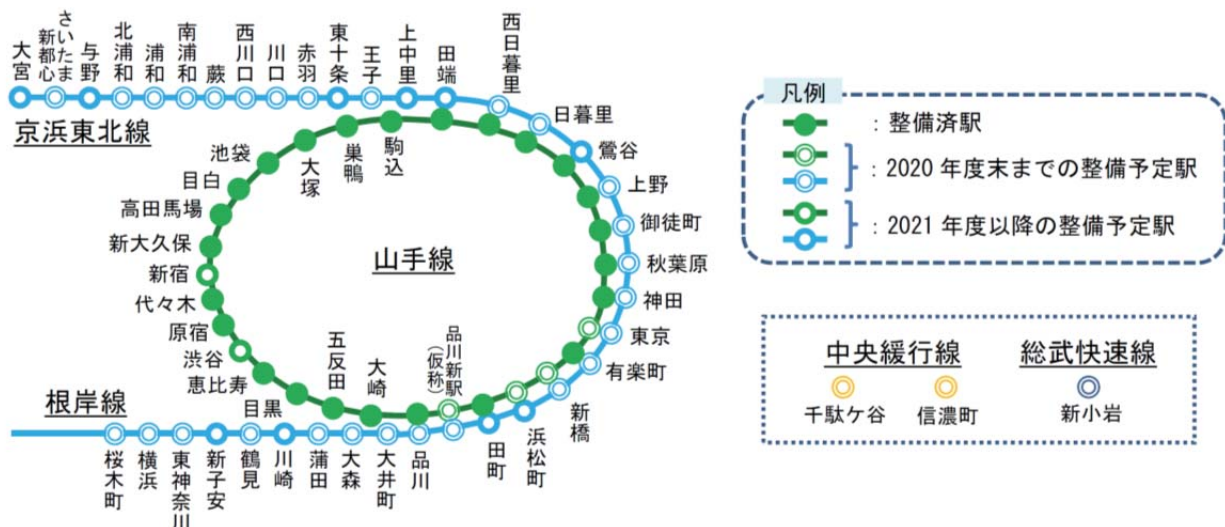 大宮
さいたま新都心
与野
北浦和
浦和
南浦和
蕨
西川口
川口
赤羽
東十条
王子
上中里
田端
西日暮里
日暮里
鶯谷
上野
御徒町
秋葉原
神田
東京
有楽町
新橋
浜松町
田町
品川
大井町
大森
蒲田
川崎
鶴見
新子安
東神奈川
横浜
桜木町
京浜東北線
根岸線
山手線
駒込
巣鴨
大塚
池袋
目白
高田馬場
新大久保
新宿
代々木
原宿
渋谷
恵比寿
目黒
五反田
大崎
品川新駅
(仮称)
凡例
：整備済駅
：2020年度末までの整備予定駅
：2021年度以降の整備予定駅
中央緩行線
千駄ケ谷
信濃町
総武快速線
新小岩